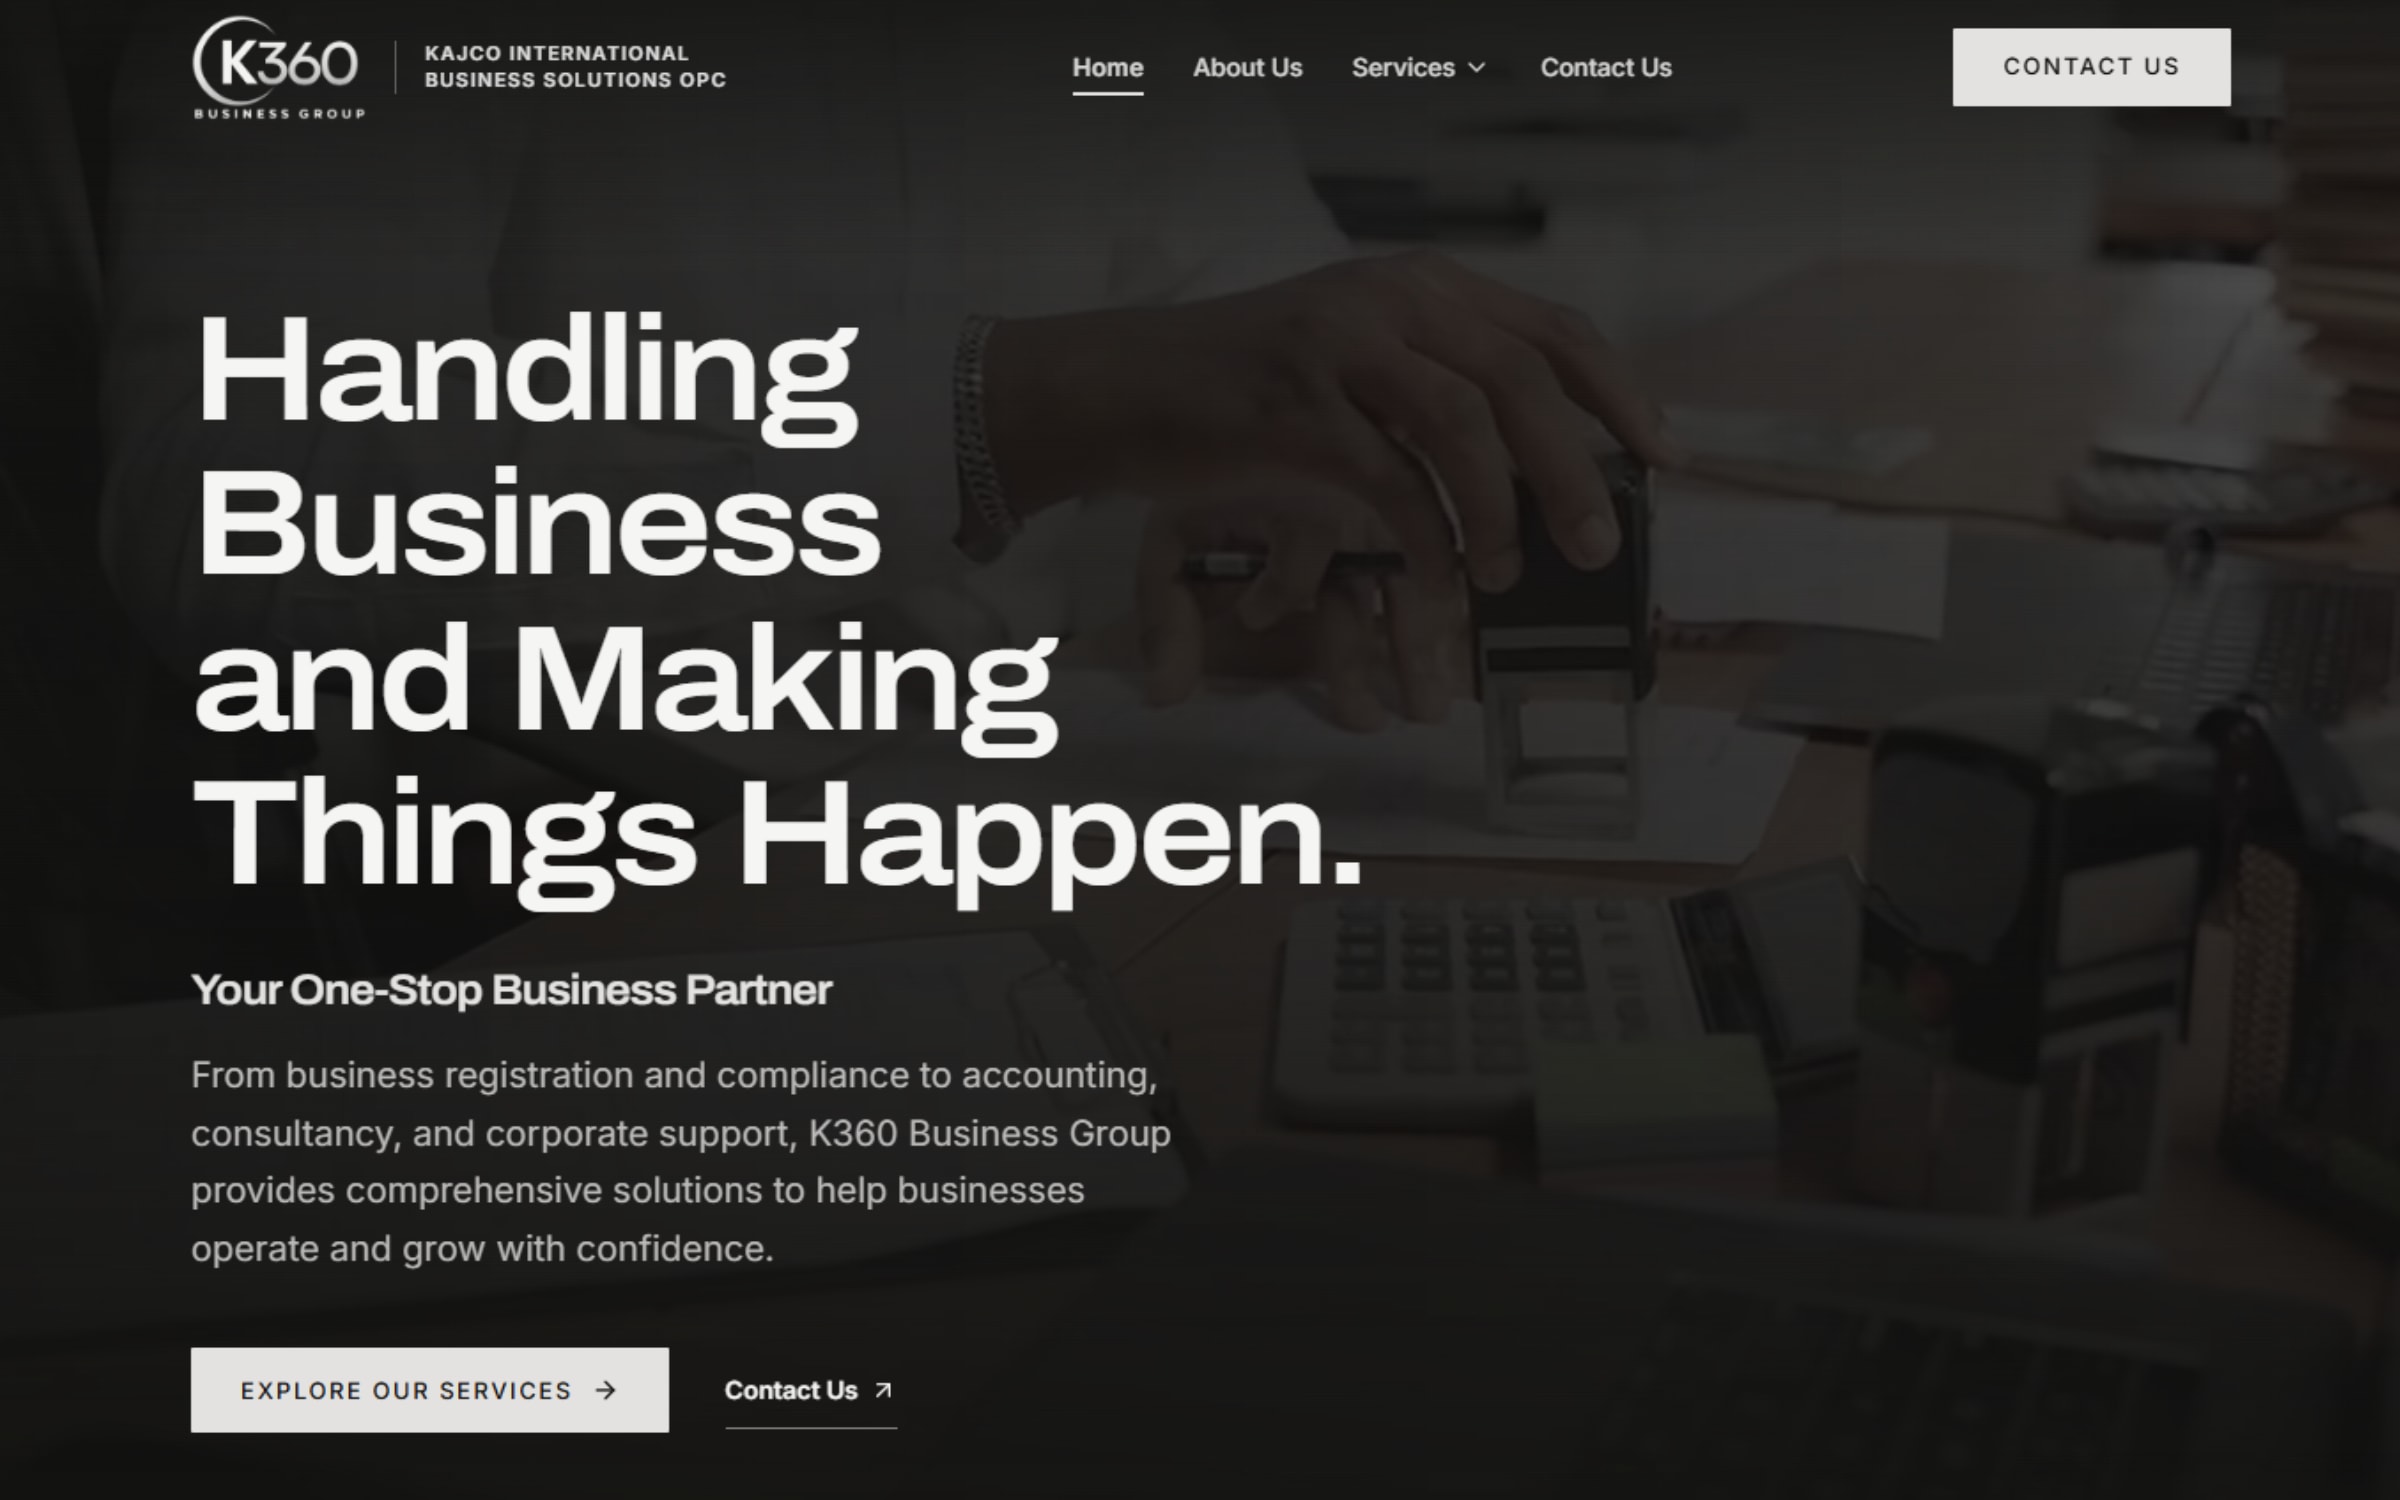 K360
BUSINESS GROUP
KAJCO INTERNATIONAL
BUSINESS SOLUTIONS OPC
Home
About Us
Services
Contact Us
CONTACT US
Handling
Business
and Making
Things Happen.
Your One-Stop Business Partner
From business registration and compliance to accounting,
consultancy, and corporate support, K360 Business Group
provides comprehensive solutions to help businesses
operate and grow with confidence.
EXPLORE OUR SERVICES →
Contact Us ↗